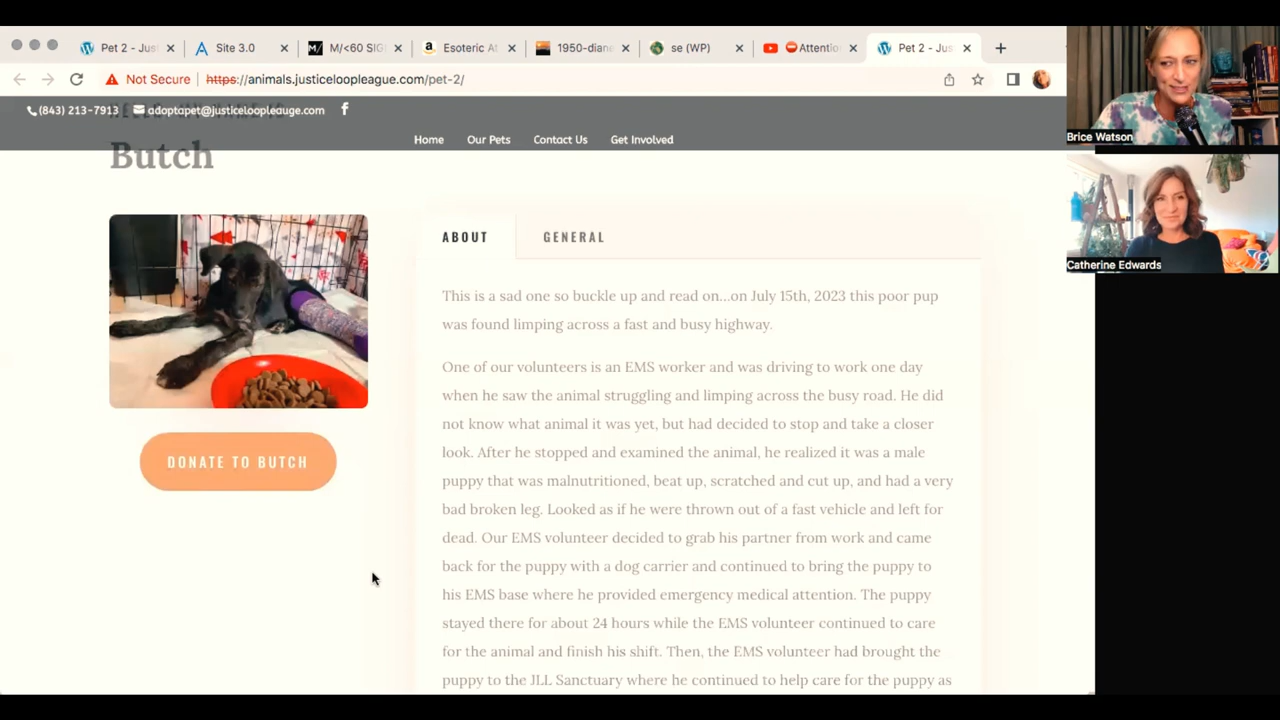 Pet 2 - Jus
Site 3.0
M/<60 SIG
Esoteric At
1950-diane
se (WP)
Attentio
Pet 2 - Jus
Not Secure
https://animals.justiceloopleague.com/pet-2/
(843) 213-7913
adoptapet@justiceloopleauge.com
Home
Our Pets
Contact Us
Get Involved
Butch
ABOUT
GENERAL
This is a sad one so buckle up and read on...on July 15th, 2023 this poor pup
was found limping across a fast and busy highway.
One of our volunteers is an EMS worker and was driving to work one day
when he saw the animal struggling and limping across the busy road. He did
not know what animal it was yet, but had decided to stop and take a closer
look. After he stopped and examined the animal, he realized it was a male
puppy that was malnutritioned, beat up, scratched and cut up, and had a very
bad broken leg. Looked as if he were thrown out of a fast vehicle and left for
dead. Our EMS volunteer decided to grab his partner from work and came
back for the puppy with a dog carrier and continued to bring the puppy to
his EMS base where he provided emergency medical attention. The puppy
stayed there for about 24 hours while the EMS volunteer continued to care
for the animal and finish his shift. Then, the EMS volunteer had brought the
puppy to the JLL Sanctuary where he continued to help care for the puppy as
DONATE TO BUTCH
Brice Watson
Catherine Edwards